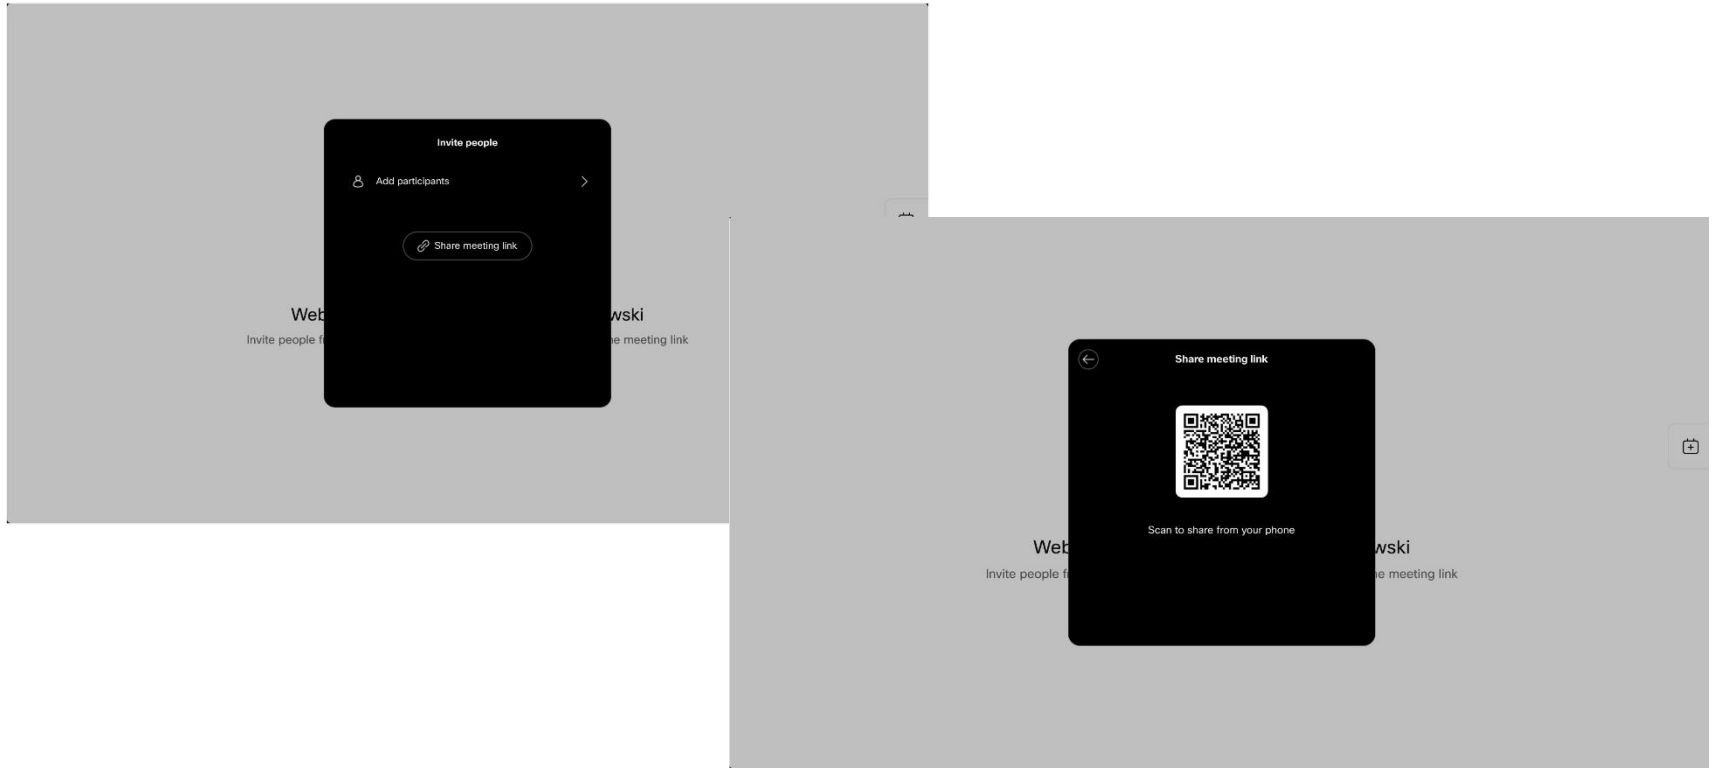 Invite people
Add participants
Share meeting link
Web wski
Invite people f e meeting link
Share meeting link
Scan to share from your phone
Web wski
Invite people f e meeting link